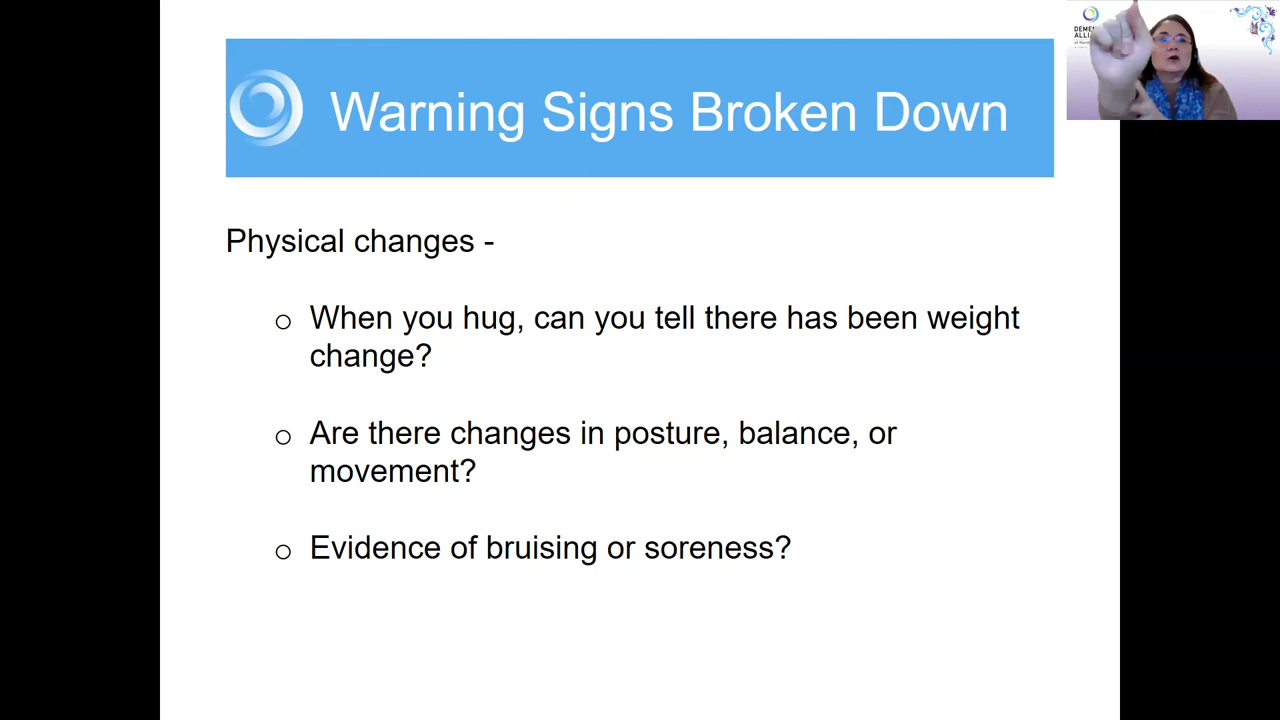 Warning Signs Broken Down
Physical changes -
o When you hug, can you tell there has been weight
change?
o Are there changes in posture, balance, or
movement?
o Evidence of bruising or soreness?